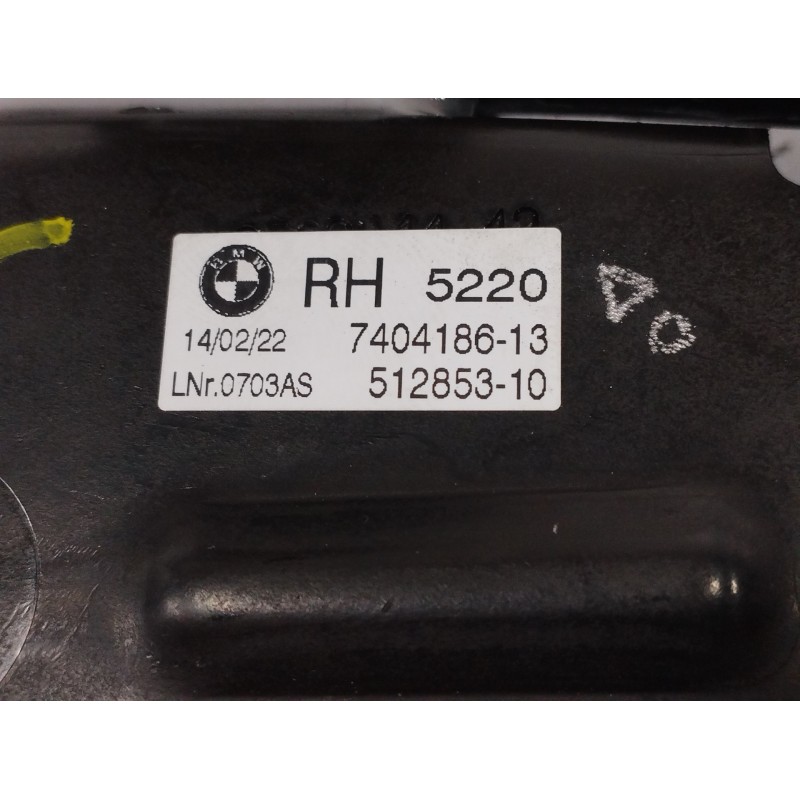 BMW RH 5220
14/02/22 7404186-13
LNr.0703AS 512853-10